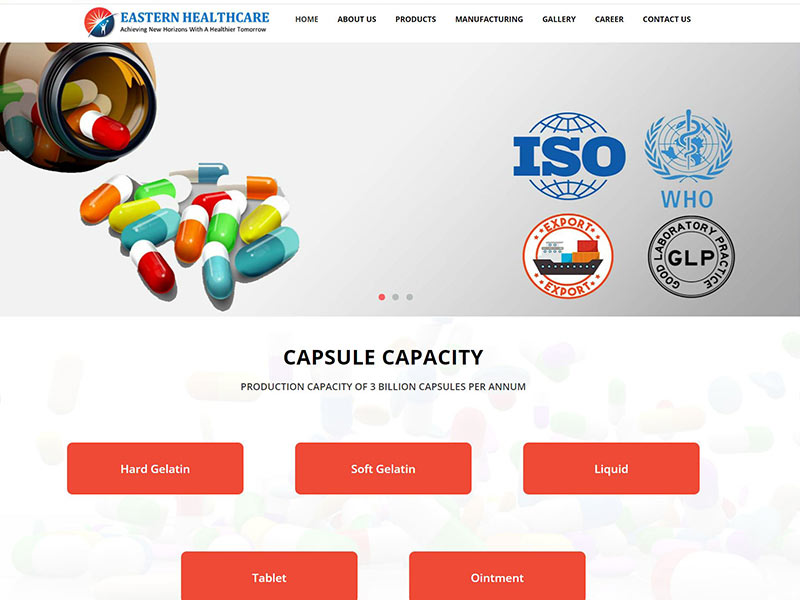 EASTERN HEALTHCARE
Achieving New Horizons With A Healthier Tomorrow
HOME ABOUT US PRODUCTS MANUFACTURING GALLERY CAREER CONTACT US
ISO
WHO
EXPORT
EXPORT
GOOD LABORATORY PRACTICE
GLP
CAPSULE CAPACITY
PRODUCTION CAPACITY OF 3 BILLION CAPSULES PER ANNUM
Hard Gelatin Soft Gelatin Liquid
Tablet Ointment